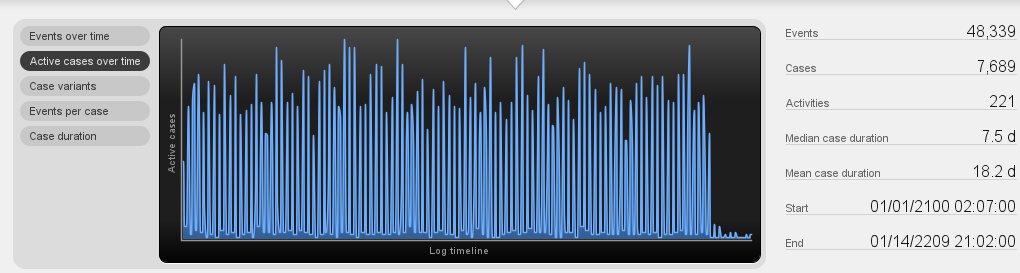 Events over time
Active cases over time
Case variants
Events per case
Case duration
Active cases
Log timeline
Events 48,339
Cases 7,689
Activities 221
Median case duration 7.5 d
Mean case duration 18.2 d
Start 01/01/2100 02:07:00
End 01/14/2209 21:02:00